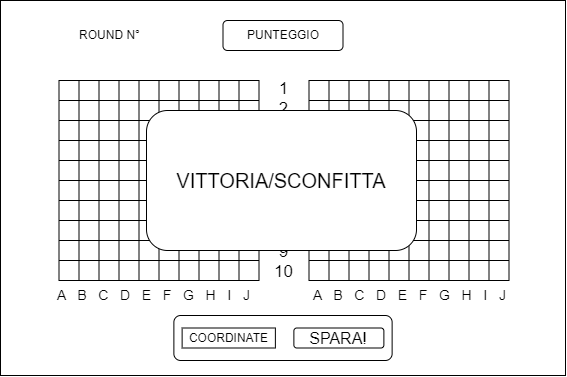 ROUND N°
PUNTEGGIO
1
2
VITTORIA/SCONFITTA
9
10
A B C D E F G H I J
A B C D E F G H I J
COORDINATE
SPARA!